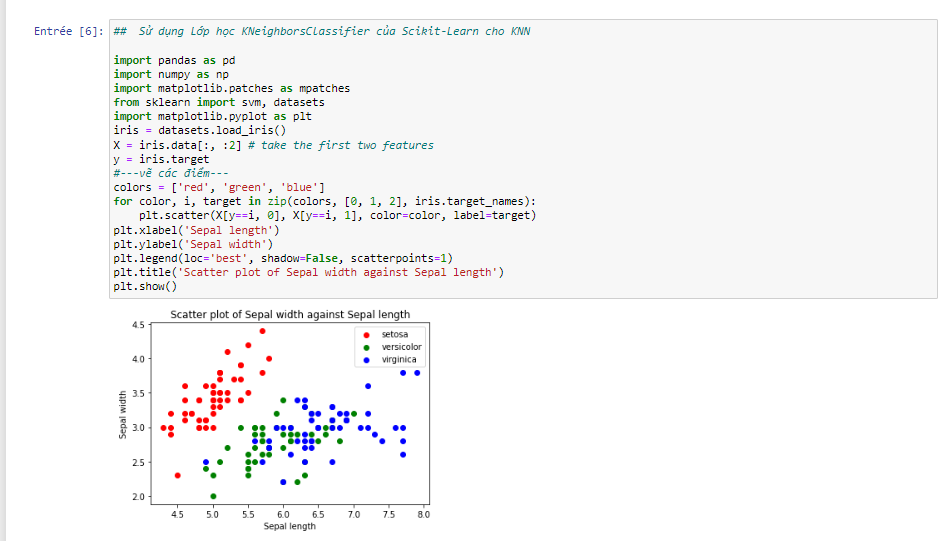 Entrée [6]: ## Sử dụng Lớp học KNeighborsClassifier của Scikit-Learn cho KNN
import pandas as pd
import numpy as np
import matplotlib.patches as mpatches
from sklearn import svm, datasets
import matplotlib.pyplot as plt
iris = datasets.load_iris()
X = iris.data[:, :2] # take the first two features
y = iris.target
#---vẽ các điểm---
colors = ['red', 'green', 'blue']
for color, i, target in zip(colors, [0, 1, 2], iris.target_names):
    plt.scatter(X[y==i, 0], X[y==i, 1], color=color, label=target)
plt.xlabel('Sepal length')
plt.ylabel('Sepal width')
plt.legend(loc='best', shadow=False, scatterpoints=1)
plt.title('Scatter plot of Sepal width against Sepal length')
plt.show()
Scatter plot of Sepal width against Sepal length
setosa
versicolor
virginica
4.5
4.0
3.5
3.0
2.5
2.0
Sepal width
4.5 5.0 5.5 6.0 6.5 7.0 7.5 8.0
Sepal length